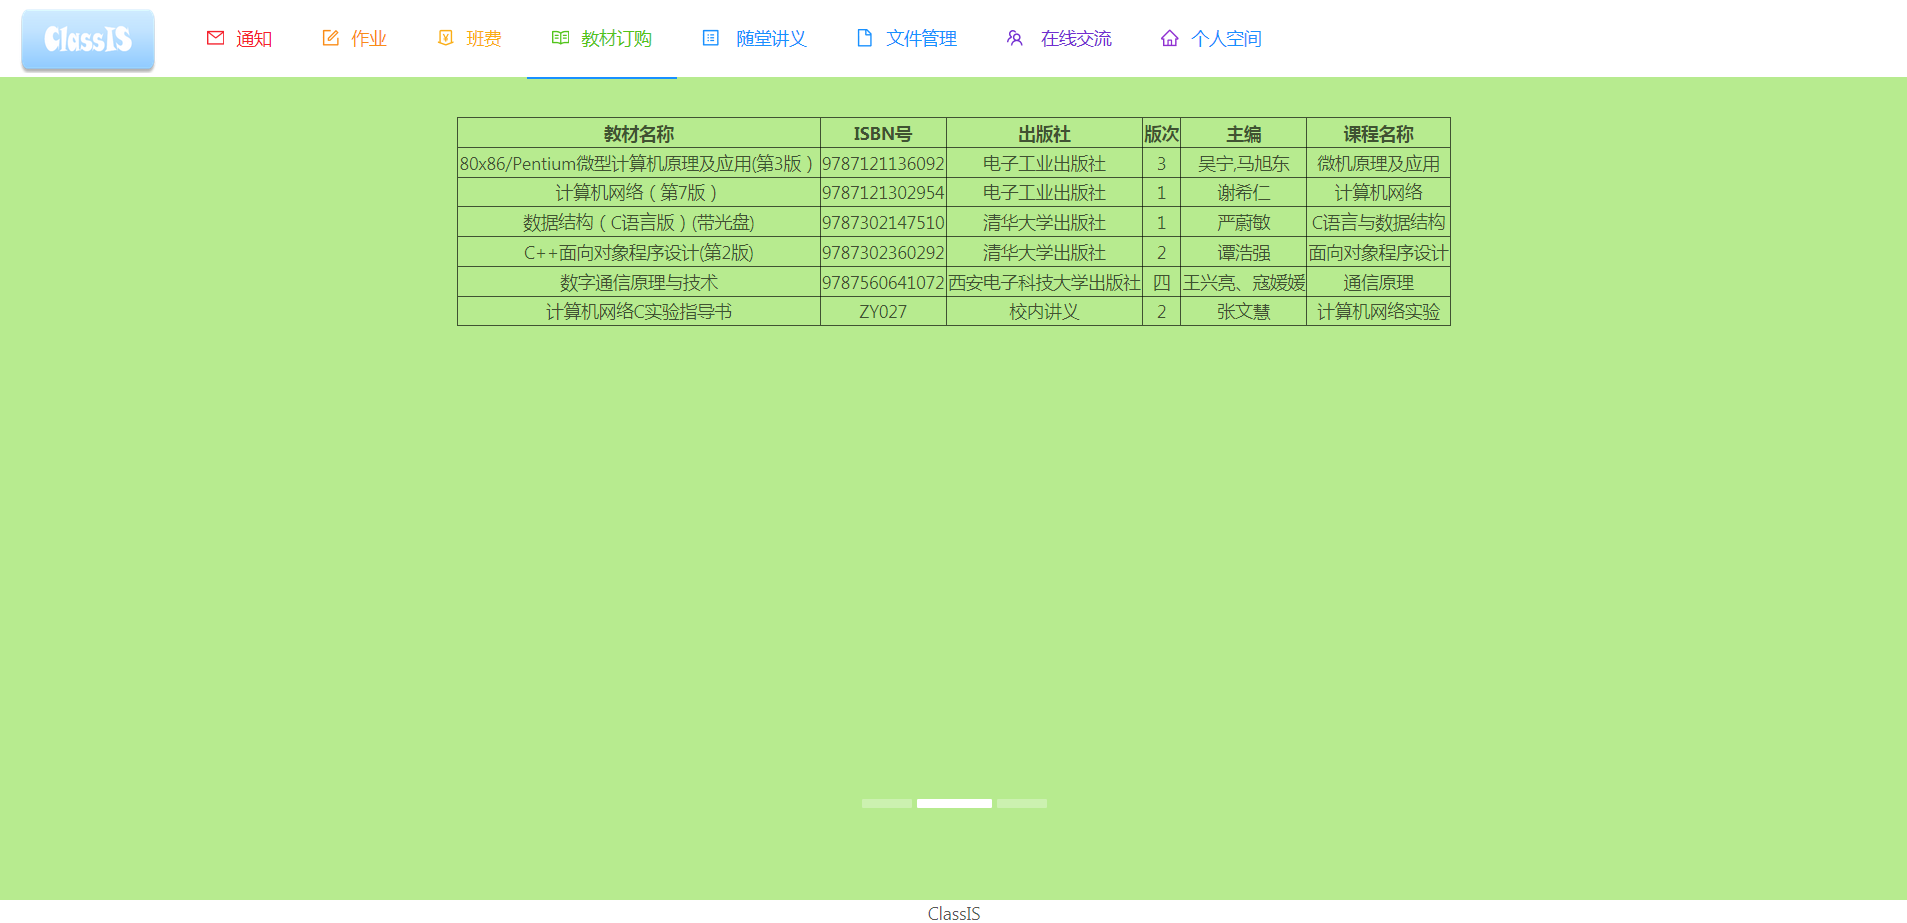 ClassIS 通知 作业 班费 教材订购 随堂讲义 文件管理 在线交流 个人空间
教材名称 ISBN号 出版社 版次 主编 课程名称
80x86/Pentium微型计算机原理及应用(第3版） 9787121136092 电子工业出版社 3 吴宁,马旭东 微机原理及应用
计算机网络（第7版） 9787121302954 电子工业出版社 1 谢希仁 计算机网络
数据结构（C语言版）(带光盘) 9787302147510 清华大学出版社 1 严蔚敏 C语言与数据结构
C++面向对象程序设计(第2版) 9787302360292 清华大学出版社 2 谭浩强 面向对象程序设计
数字通信原理与技术 9787560641072 西安电子科技大学出版社 四 王兴亮、寇媛媛 通信原理
计算机网络C实验指导书 ZY027 校内讲义 2 张文慧 计算机网络实验
ClassIS